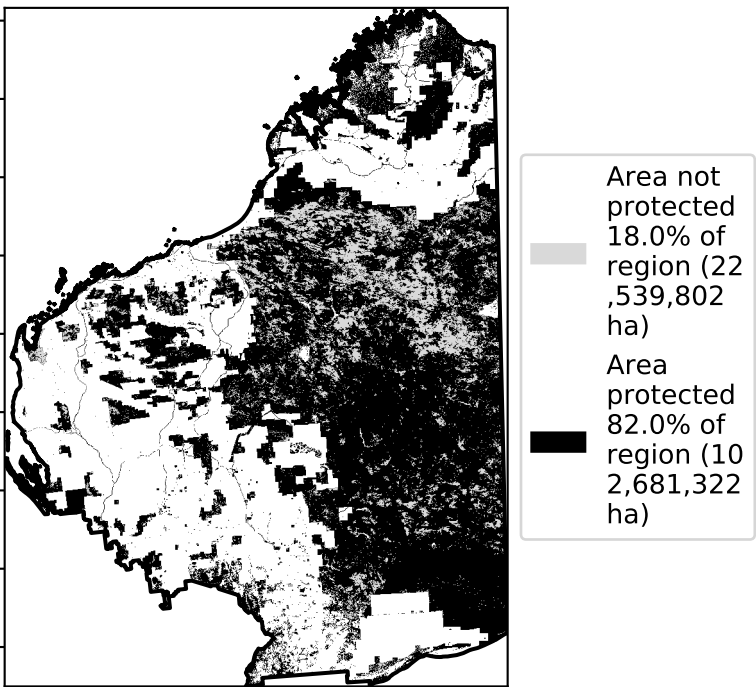 Area not
protected
18.0% of
region (22
,539,802
ha)
Area
protected
82.0% of
region (10
2,681,322
ha)